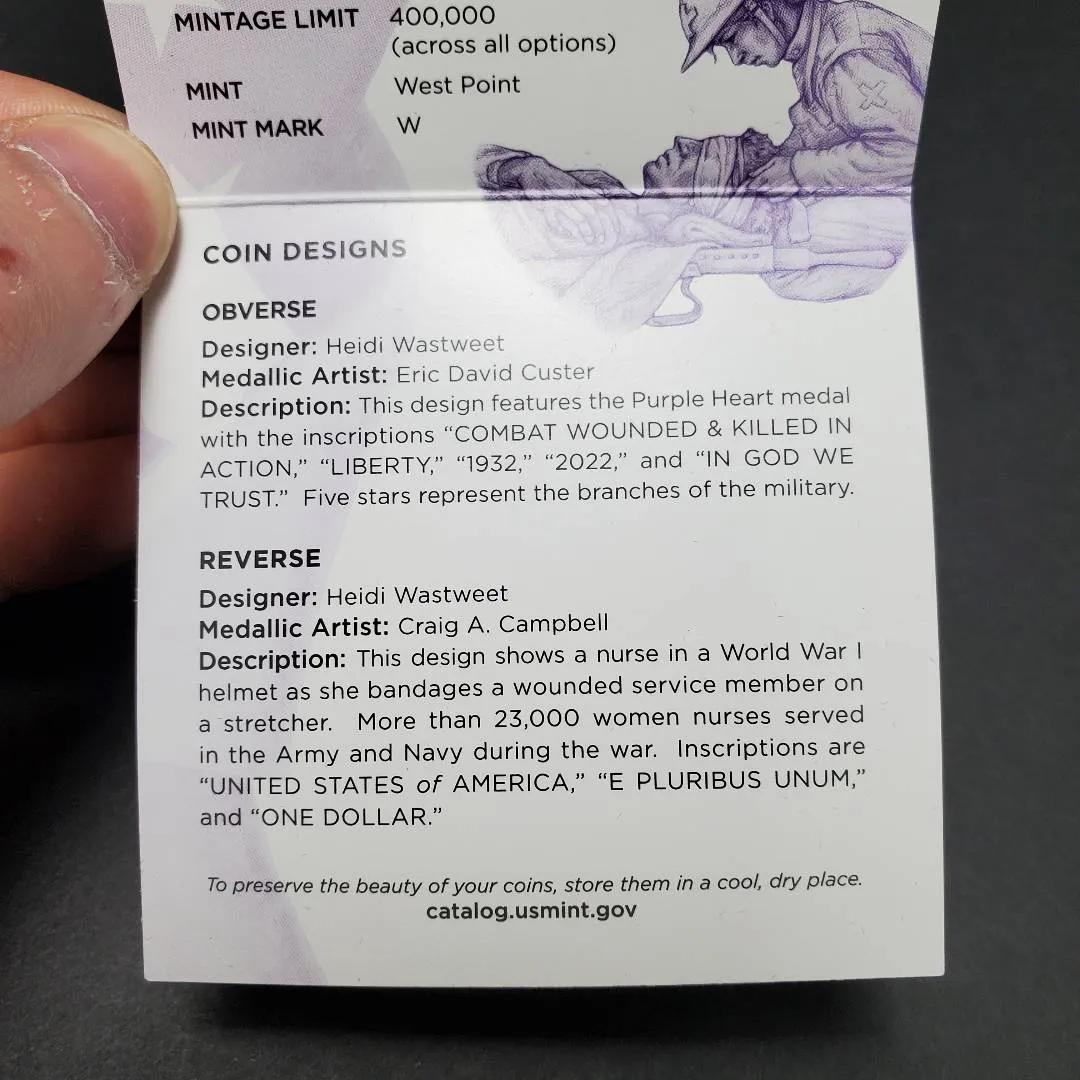 MINTAGE LIMIT 400,000
(across all options)
MINT West Point
MINT MARK W
COIN DESIGNS
OBVERSE
Designer: Heidi Wastweet
Medallic Artist: Eric David Custer
Description: This design features the Purple Heart medal
with the inscriptions “COMBAT WOUNDED & KILLED IN
ACTION,” “LIBERTY,” “1932,” “2022,” and “IN GOD WE
TRUST.” Five stars represent the branches of the military.
REVERSE
Designer: Heidi Wastweet
Medallic Artist: Craig A. Campbell
Description: This design shows a nurse in a World War I
helmet as she bandages a wounded service member on
a stretcher. More than 23,000 women nurses served
in the Army and Navy during the war. Inscriptions are
“UNITED STATES of AMERICA,” “E PLURIBUS UNUM,”
and “ONE DOLLAR.”
To preserve the beauty of your coins, store them in a cool, dry place.
catalog.usmint.gov